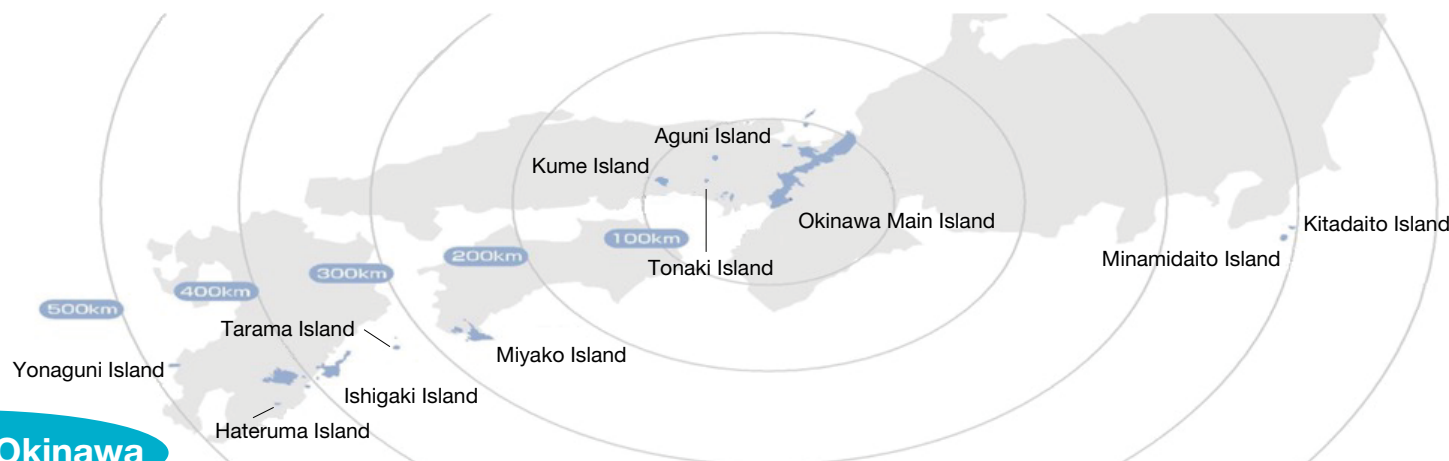 Aguni Island
Kume Island
Okinawa Main Island
Kitadaito Island
100km
200km
Tonaki Island
Minamidaito Island
300km
400km
500km
Tarama Island
Miyako Island
Yonaguni Island
Ishigaki Island
Hateruma Island
Okinawa